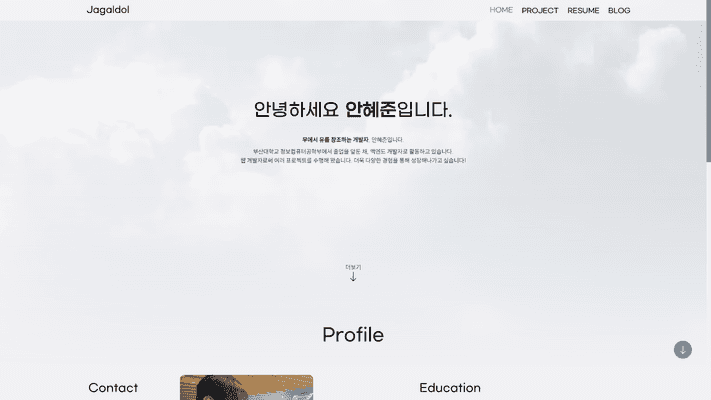 Jagaldol
HOME PROJECT RESUME BLOG
안녕하세요 안혜준입니다.
무에서 유를 창조하는 개발자, 안혜준입니다.
부산대학교 정보컴퓨터공학부에서 졸업을 앞둔 채, 백엔드 개발자로 활동하고 있습니다.
웹 개발자로써 여러 프로젝트를 수행해 왔습니다. 더욱 다양한 경험을 통해 성장해나가고 싶습니다!
더보기
Profile
Contact
Education